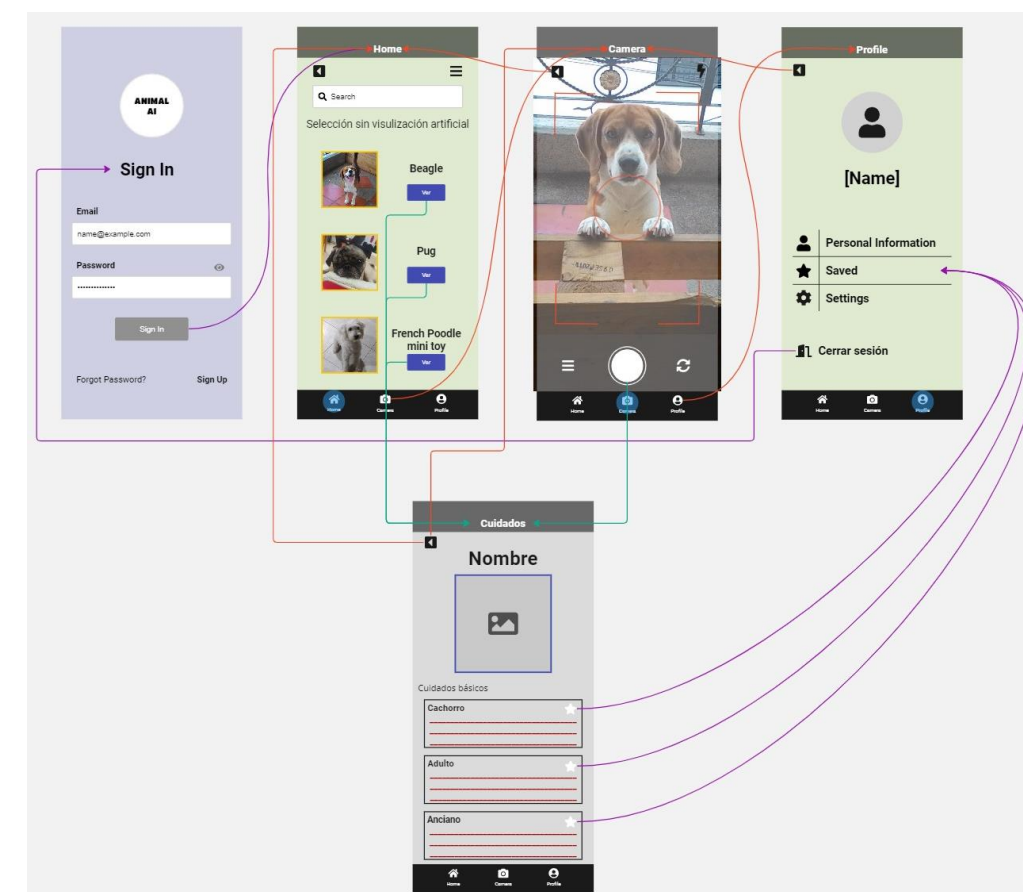 ANIMAL
AI
Sign In
Email
name@example.com
Password
Sign In
Forgot Password?
Sign Up
Home
Search
Selección sin visulización artificial
Beagle
Ver
Pug
Ver
French Poodle
mini toy
Ver
Home
Camera
Profile
Camera
Home
Camera
Profile
Profile
[Name]
Personal Information
Saved
Settings
Cerrar sesión
Home
Camera
Profile
Cuidados
Nombre
Cuidados básicos
Cachorro
Adulto
Anciano
Home
Camera
Profile